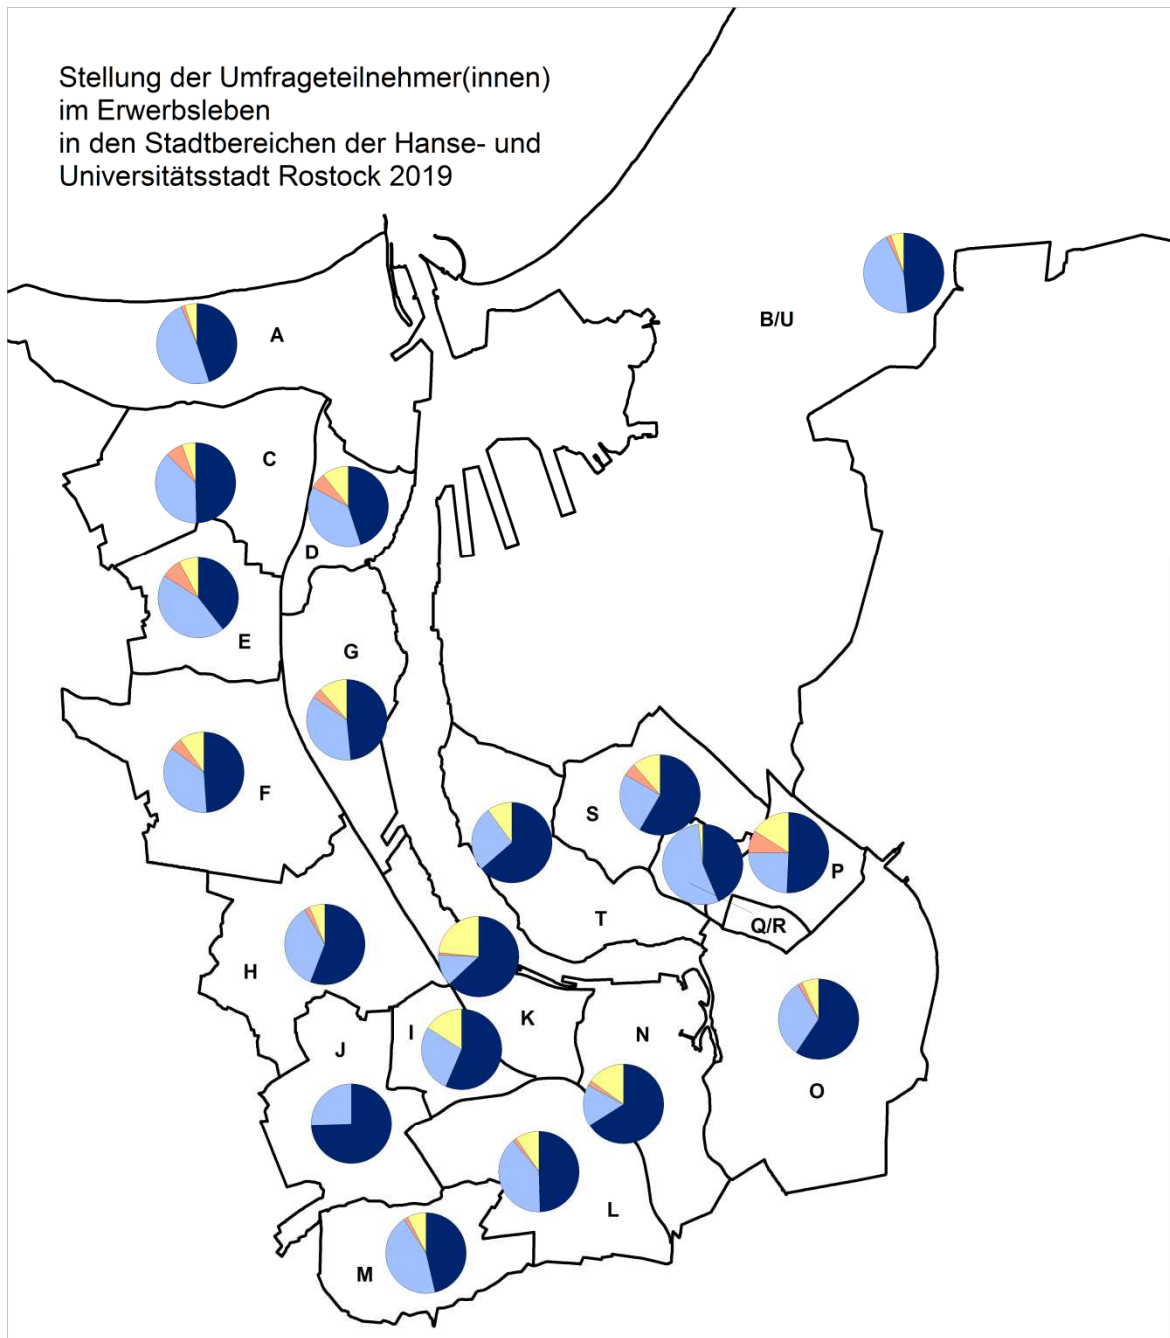 Stellung der Umfrageteilnehmer(innen)
im Erwerbsleben
in den Stadtbereichen der Hanse- und
Universitätsstadt Rostock 2019
B/U
A
C
D
E
G
F
S
P
T
Q/R
H
K
I
N
J
O
L
M